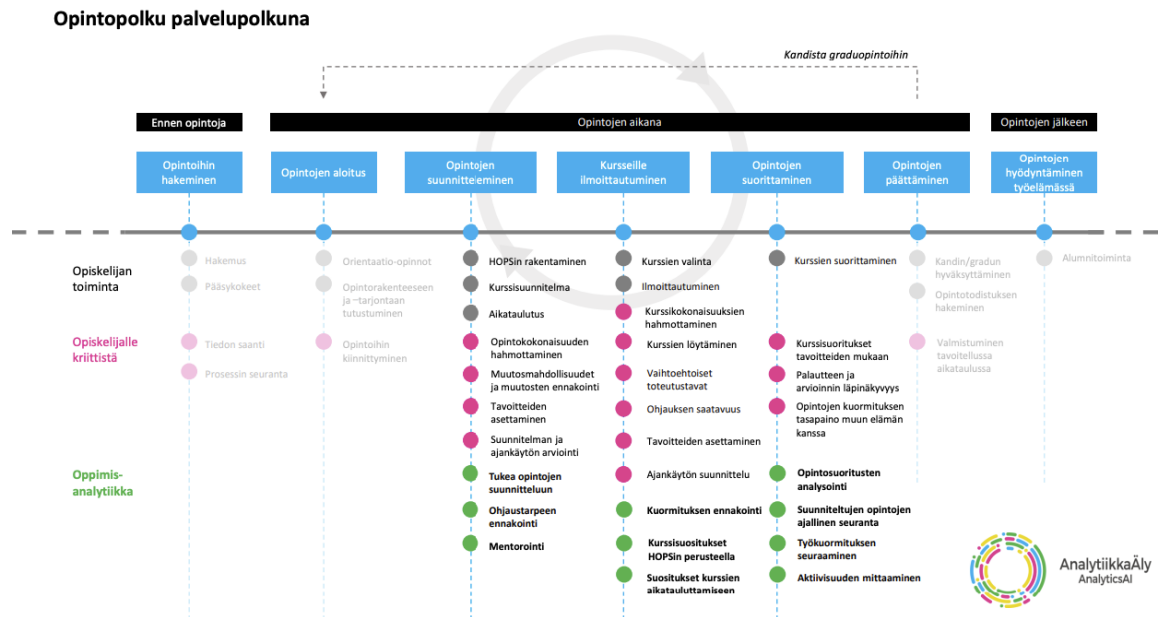 Opintopolku palvelupolkuna
Kandista graduopintoihin
Ennen opintoja
Opintojen aikana
Opintojen jälkeen
Opintoihin
hakeminen
Opintojen aloitus
Opintojen
suunnitteleminen
Kursseille
ilmoittautuminen
Opintojen
suorittaminen
Opintojen
päättäminen
Opintojen
hyödyntäminen
työelämässä
Opiskelijan
toiminta
Hakemus
Pääsykokeet
Orientaatio-opinnot
Opintorakenteeseen
ja –tarjontaan
tutustuminen
HOPSin rakentaminen
Kurssisuunnitelma
Aikataulutus
Kurssien valinta
Ilmoittautuminen
Kurssikokonaisuuksien
hahmottaminen
Kurssien suorittaminen
Kandin/gradun
hyväksyttäminen
Opintotodistuksen
hakeminen
Alumnitoiminta
Opiskelijalle
kriittistä
Tiedon saanti
Prosessin seuranta
Opintoihin
kiinnittyminen
Opintokokonaisuuden
hahmottaminen
Muutosmahdollisuudet
ja muutosten ennakointi
Tavoitteiden
asettaminen
Suunnitelman ja
ajankäytön arviointi
Kurssien löytäminen
Vaihtoehtoiset
toteutustavat
Ohjauksen saatavuus
Tavoitteiden asettaminen
Ajankäytön suunnittelu
Kurssisuoritukset
tavoitteiden mukaan
Palautteen ja
arvioinnin läpinäkyvyys
Opintojen kuormituksen
tasapaino muun elämän
kanssa
Valmistuminen
tavoitellussa
aikataulussa
Oppimis-
analytiikka
Tukea opintojen
suunnitteluun
Ohjaustarpeen
ennakointi
Mentorointi
Kuormituksen ennakointi
Kurssisuositukset
HOPSin perusteella
Suositukset kurssien
aikatauluttamiseen
Opintosuoritusten
analysointi
Suunniteltujen opintojen
ajallinen seuranta
Työkuormituksen
seuraaminen
Aktiivisuuden mittaaminen
AnalytiikkaÄly
AnalyticsAI